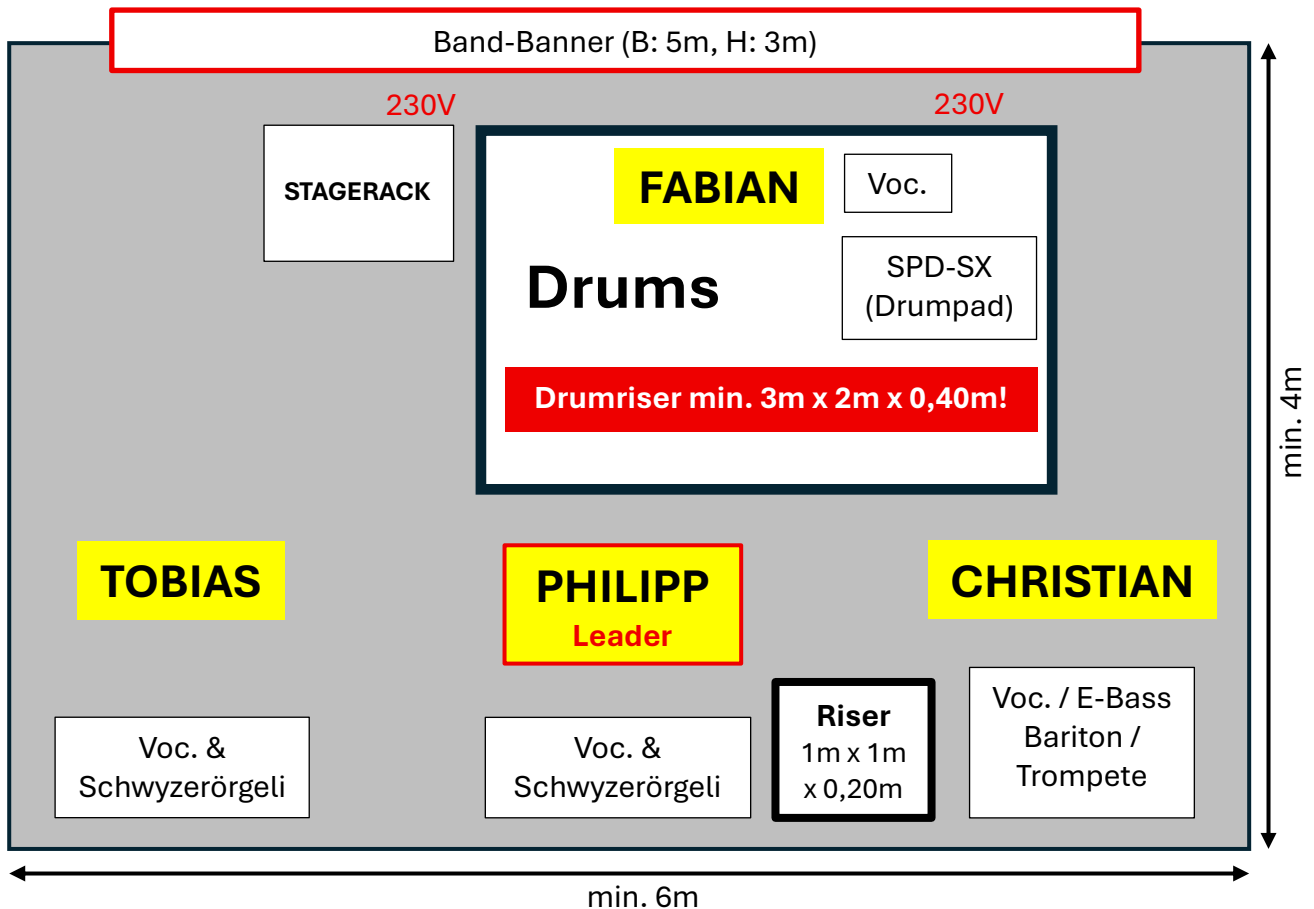 Band-Banner (B: 5m, H: 3m)
230V
230V
STAGERACK
FABIAN
Voc.
Drums
SPD-SX
(Drumpad)
Drumriser min. 3m x 2m x 0,40m!
min. 4m
TOBIAS
PHILIPP
Leader
CHRISTIAN
Voc. &
Schwyzerörgeli
Voc. &
Schwyzerörgeli
Riser
1m x 1m
x 0,20m
Voc. / E-Bass
Bariton /
Trompete
min. 6m